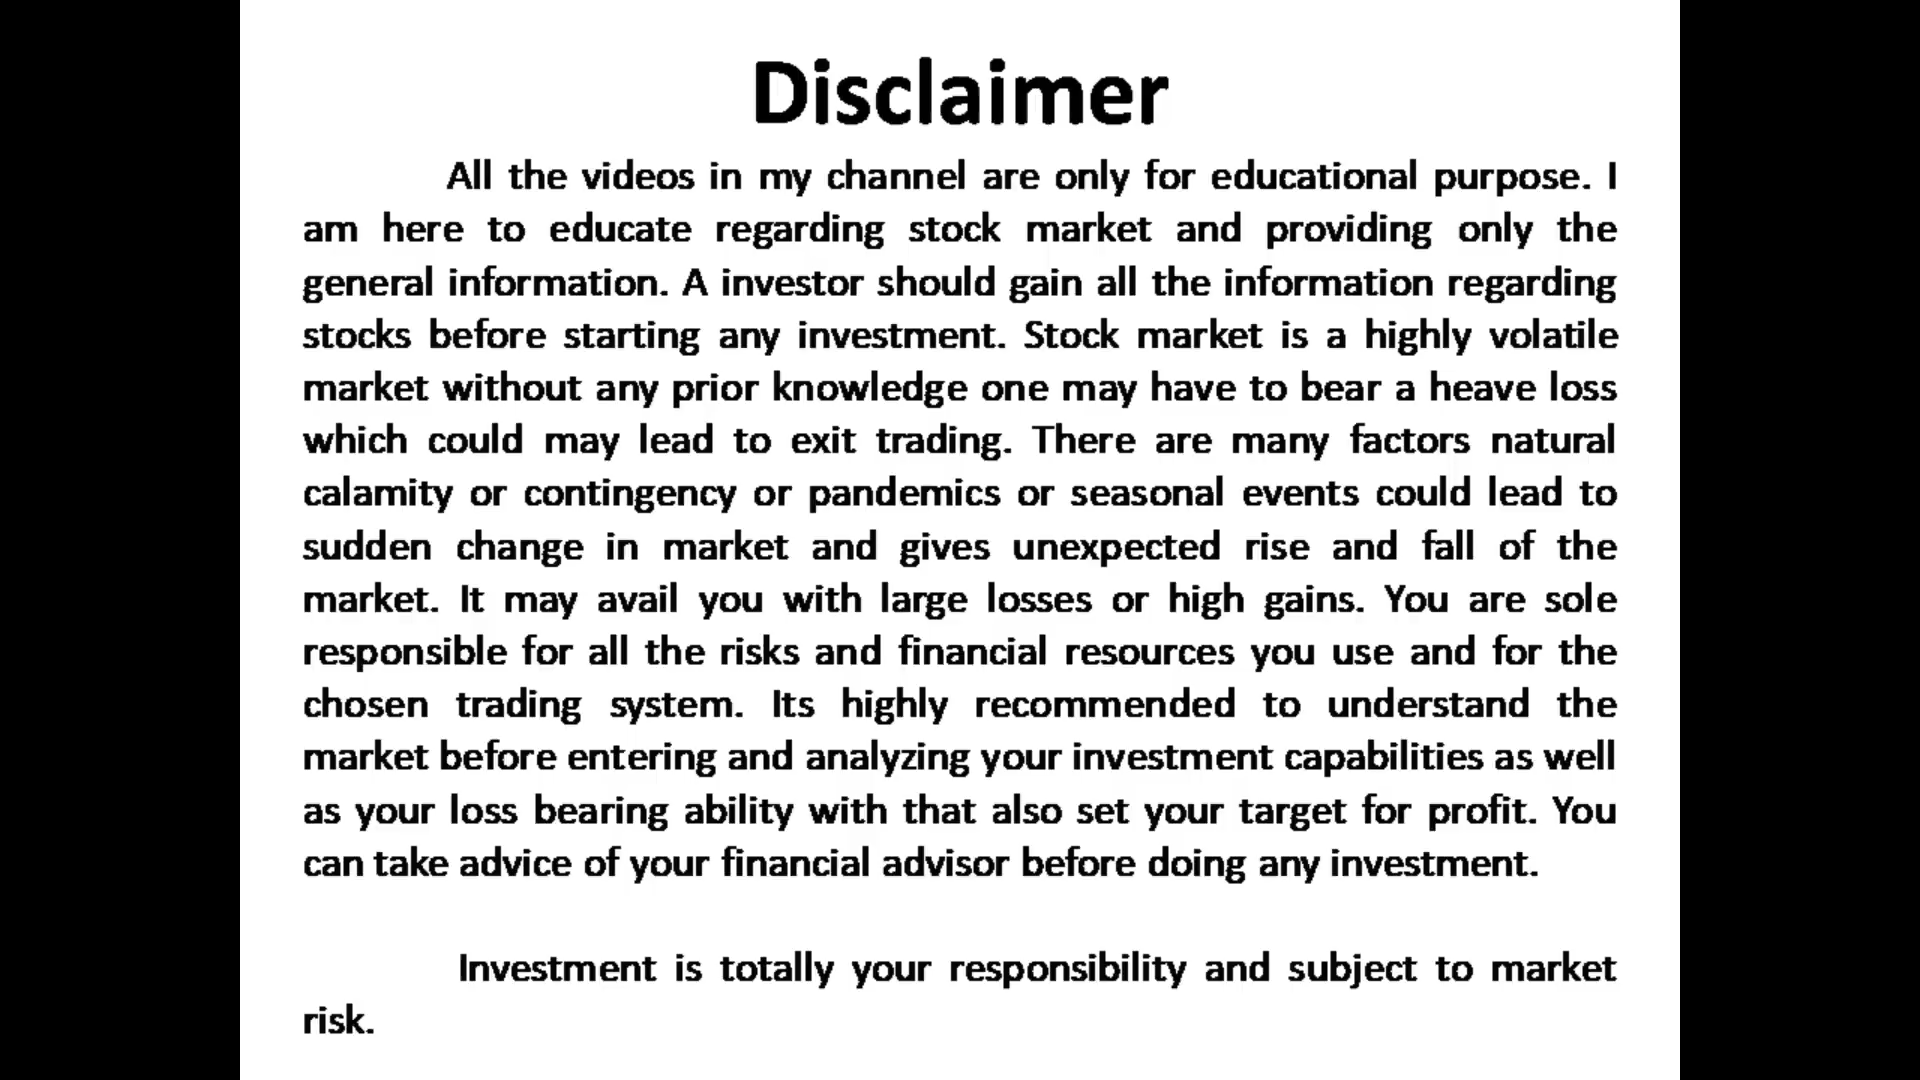 Disclaimer
All the videos in my channel are only for educational purpose. I
am here to educate regarding stock market and providing only the
general information. A investor should gain all the information regarding
stocks before starting any investment. Stock market is a highly volatile
market without any prior knowledge one may have to bear a heave loss
which could may lead to exit trading. There are many factors natural
calamity or contingency or pandemics or seasonal events could lead to
sudden change in market and gives unexpected rise and fall of the
market. It may avail you with large losses or high gains. You are sole
responsible for all the risks and financial resources you use and for the
chosen trading system. Its highly recommended to understand the
market before entering and analyzing your investment capabilities as well
as your loss bearing ability with that also set your target for profit. You
can take advice of your financial advisor before doing any investment.
Investment is totally your responsibility and subject to market
risk.